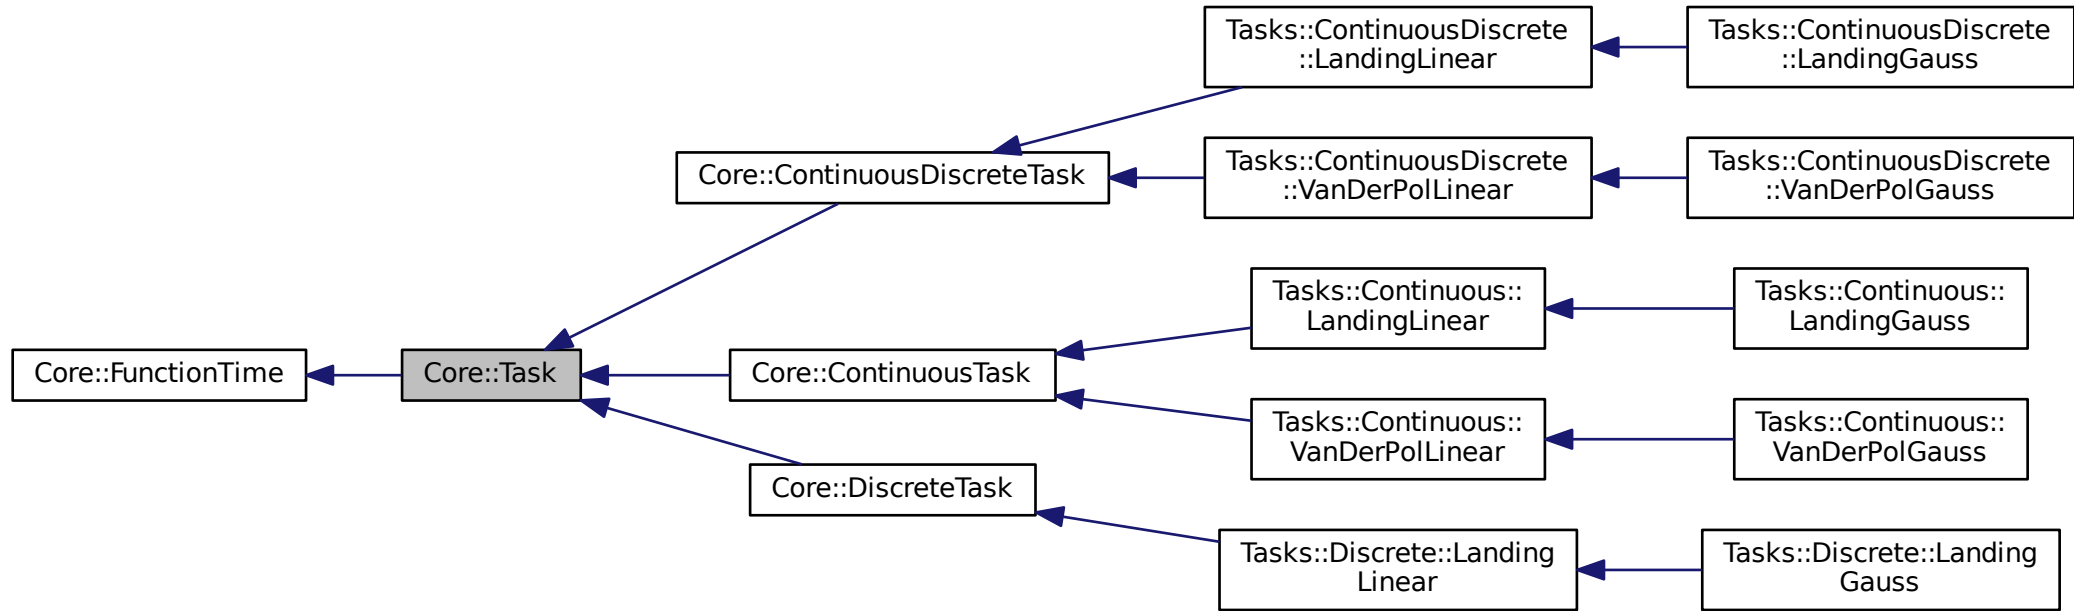 Tasks::ContinuousDiscrete
::LandingLinear
Tasks::ContinuousDiscrete
::LandingGauss
Core::ContinuousDiscreteTask
Tasks::ContinuousDiscrete
::VanDerPolLinear
Tasks::ContinuousDiscrete
::VanDerPolGauss
Tasks::Continuous::
LandingLinear
Tasks::Continuous::
LandingGauss
Core::FunctionTime
Core::Task
Core::ContinuousTask
Tasks::Continuous::
VanDerPolLinear
Tasks::Continuous::
VanDerPolGauss
Core::DiscreteTask
Tasks::Discrete::Landing
Linear
Tasks::Discrete::Landing
Gauss